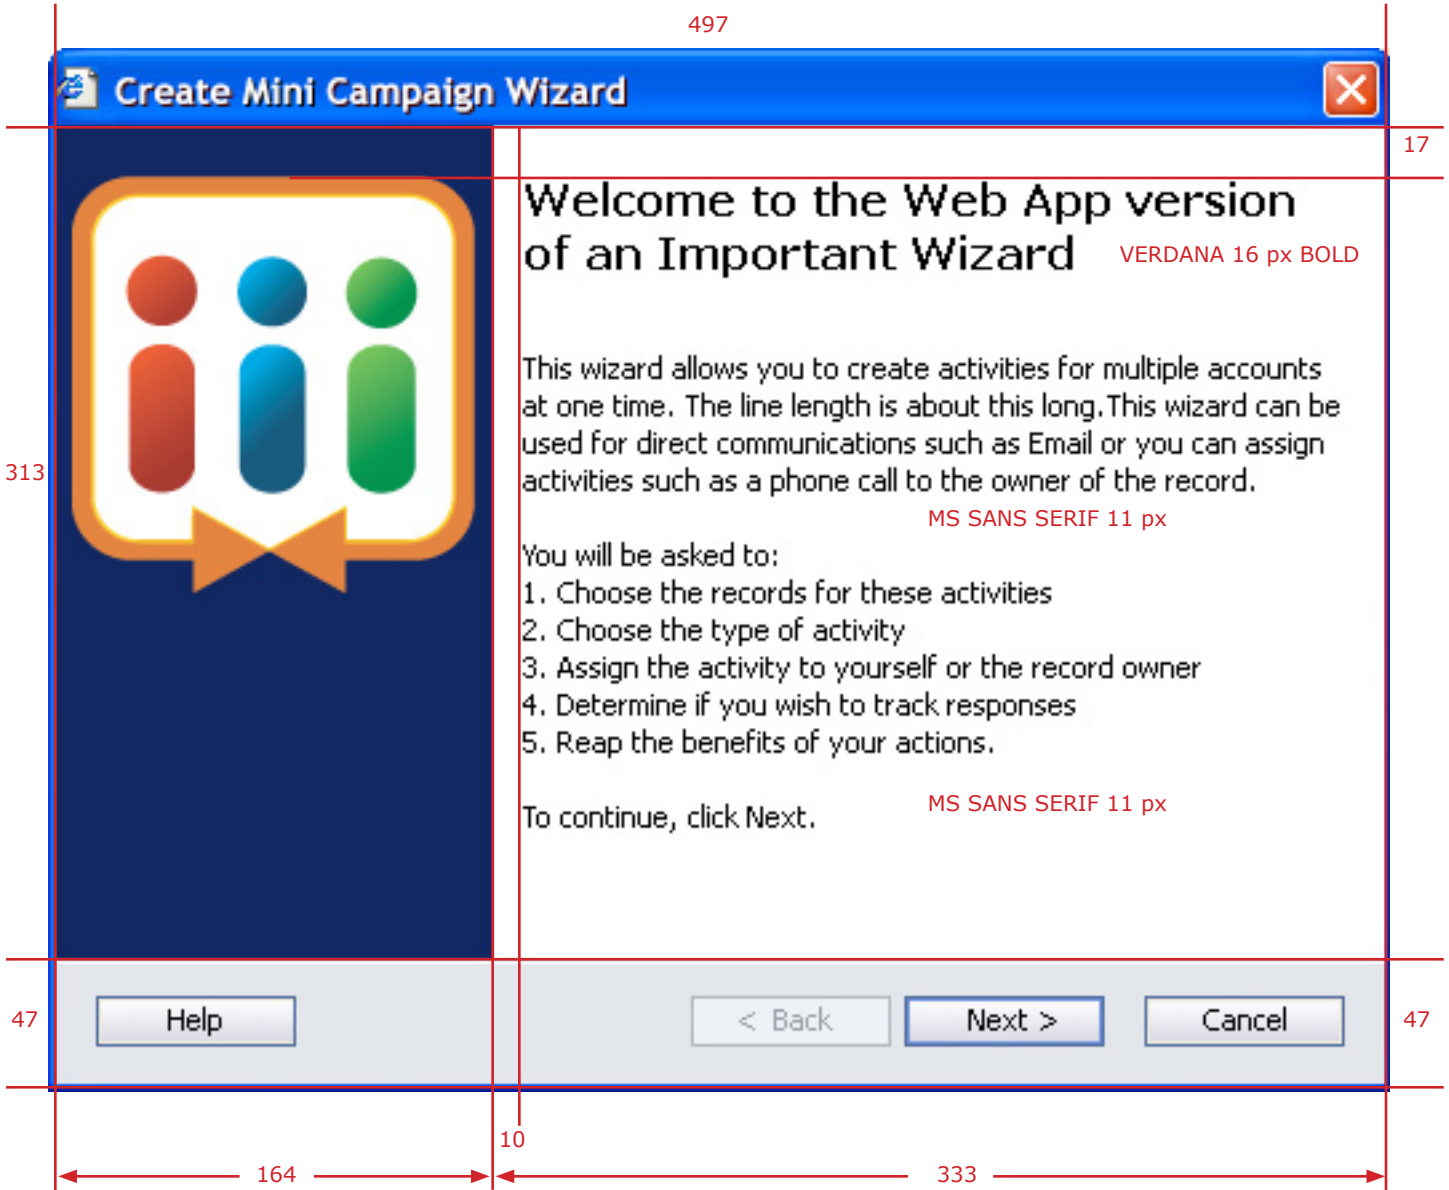 497
Create Mini Campaign Wizard
17
Welcome to the Web App version
of an Important Wizard
VERDANA 16 px BOLD
This wizard allows you to create activities for multiple accounts
at one time. The line length is about this long.This wizard can be
used for direct communications such as Email or you can assign
activities such as a phone call to the owner of the record.
313
MS SANS SERIF 11 px
You will be asked to:
1. Choose the records for these activities
2. Choose the type of activity
3. Assign the activity to yourself or the record owner
4. Determine if you wish to track responses
5. Reap the benefits of your actions.
MS SANS SERIF 11 px
To continue, click Next.
47
Help
< Back
Next >
Cancel
47
10
164
333